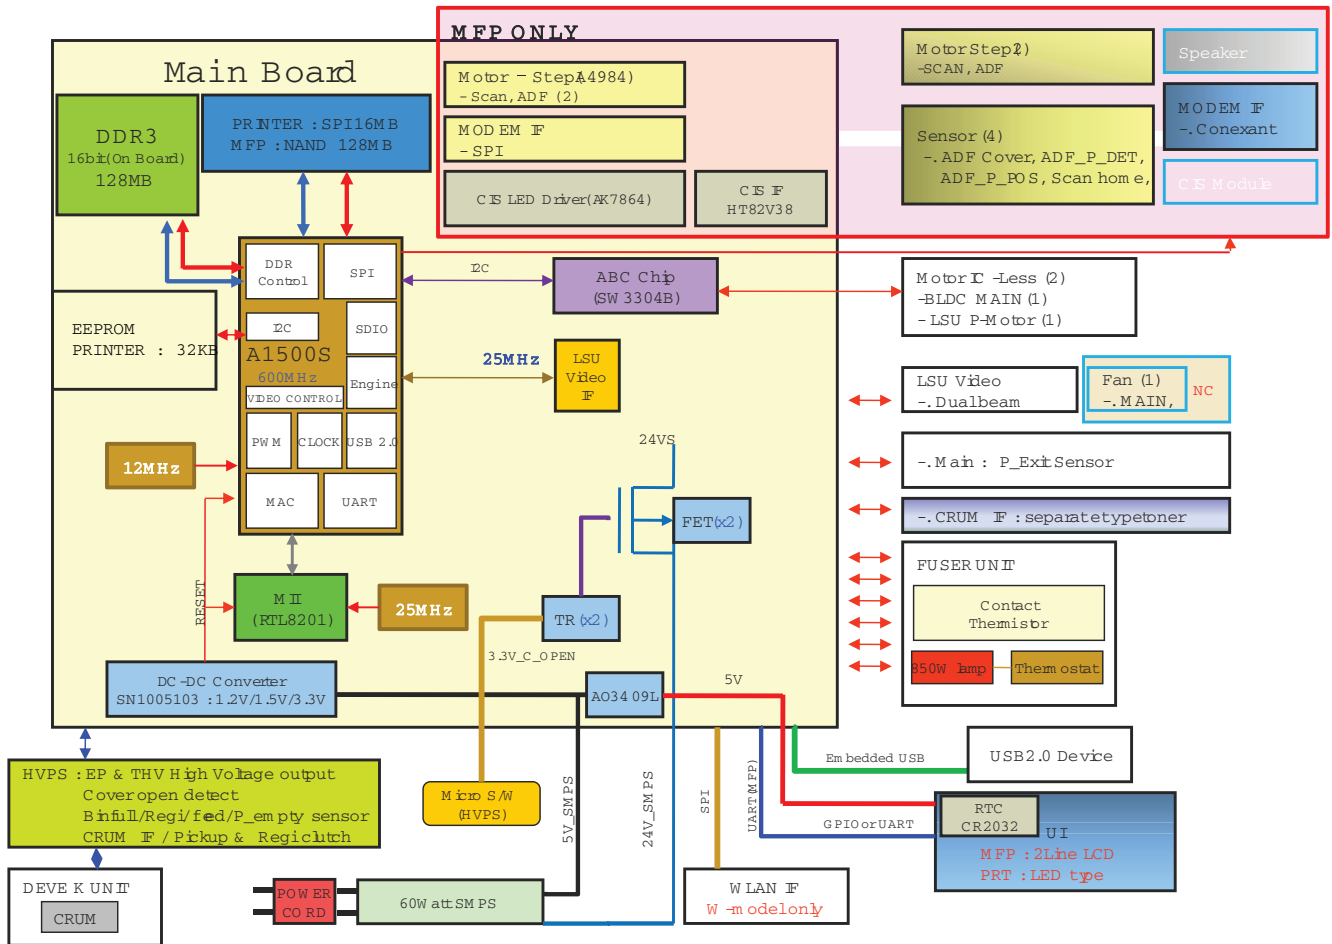 MFP ONLY
Main Board
DDR3
16bit(On Board)
128MB
PRINTER : SPI 16MB
MFP : NAND 128MB
Motor - Step(A4984)
- Scan, ADF (2)
MODEM IF
- SPI
CIS LED Driver(AK7864)
CIS IF
HT82V38
Motor Step(2)
-SCAN, ADF
Sensor (4)
-. ADF Cover, ADF_P_DET,
ADF_P_POS, Scan home,
Speaker
MODEM IF
-. Conexant
CIS Module
DDR
Control
SPI
I2C
SDIO
A1500S
600MHz
Engine
VIDEO CONTROL
PWM
CLOCK
USB 2.0
MAC
UART
EEPROM
PRINTER : 32KB
I2C
ABC Chip
(SW3304B)
Motor IC -Less (2)
-BLDC MAIN (1)
- LSU P-Motor (1)
25MHz
LSU
Video
IF
LSU Video
-. Dual beam
Fan (1)
-. MAIN,
NC
12MHz
24VS
FET(x2)
-. Main : P_Exit Sensor
-. CRUM IF : separate type toner
RESET
MII
(RTL8201)
25MHz
TR(x2)
3.3V_C_OPEN
FUSER UNIT
Contact
Thermistor
850W lamp
Thermostat
DC-DC Converter
SN1005103 : 1.2V/1.5V/3.3V
AO3409L
5V
HVPS : EP & THV High Voltage output
Cover open detect
Binfull/Regi/feed/P_empty sensor
CRUM IF / Pickup & Regi clutch
Micro S/W
(HVPS)
5V_SMPS
24V_SMPS
SPI
UART(MFP)
Embedded USB
USB2.0 Device
GPIO or UART
RTC
CR2032
UI
MFP : 2Line LCD
PRT : LED type
DEVE K UNIT
CRUM
POWER
CORD
60Watt SMPS
WLAN IF
W-model only